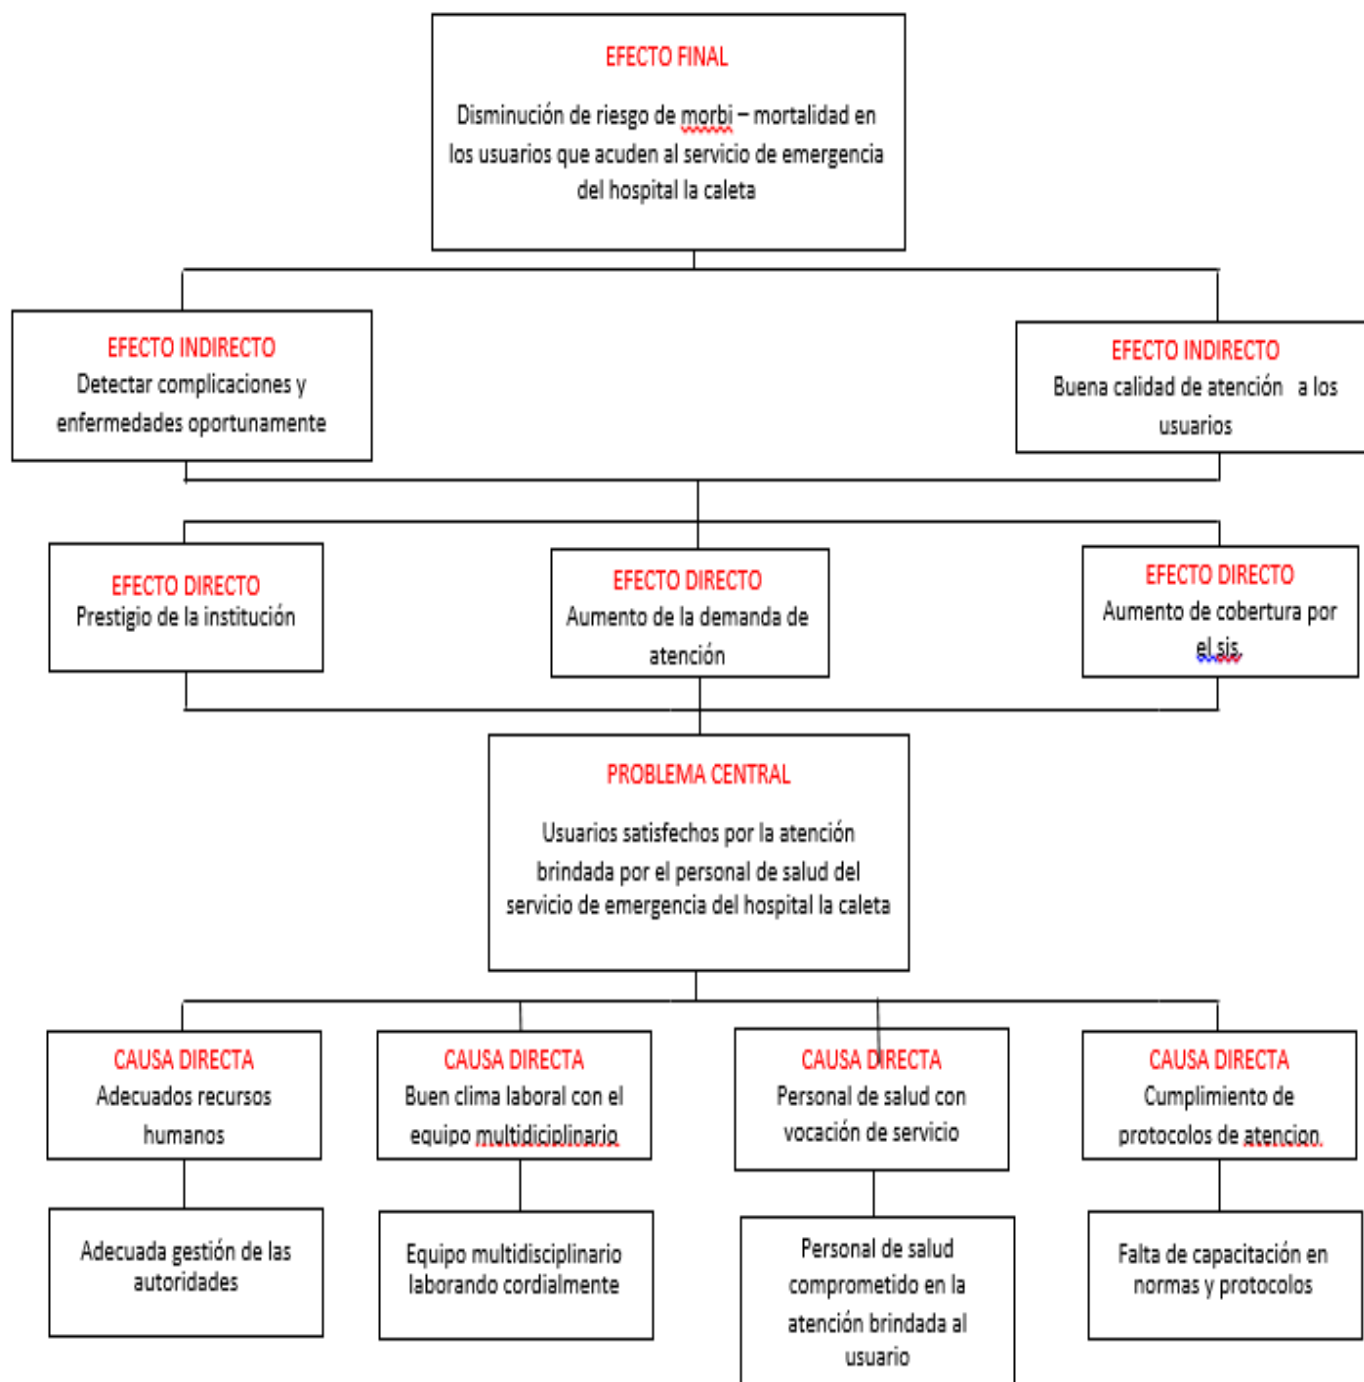 EFECTO FINAL
Disminución de riesgo de morbi – mortalidad en
los usuarios que acuden al servicio de emergencia
del hospital la caleta
EFECTO INDIRECTO
Detectar complicaciones y
enfermedades oportunamente
EFECTO INDIRECTO
Buena calidad de atención a los
usuarios
EFECTO DIRECTO
Prestigio de la institución
EFECTO DIRECTO
Aumento de la demanda de
atención
EFECTO DIRECTO
Aumento de cobertura por
el sis.
PROBLEMA CENTRAL
Usuarios satisfechos por la atención
brindada por el personal de salud del
servicio de emergencia del hospital la caleta
CAUSA DIRECTA
Adecuados recursos
humanos
CAUSA DIRECTA
Buen clima laboral con el
equipo multidiciplinario
CAUSA DIRECTA
Personal de salud con
vocación de servicio
CAUSA DIRECTA
Cumplimiento de
protocolos de atencion.
Adecuada gestión de las
autoridades
Equipo multidisciplinario
laborando cordialmente
Personal de salud
comprometido en la
atención brindada al
usuario
Falta de capacitación en
normas y protocolos